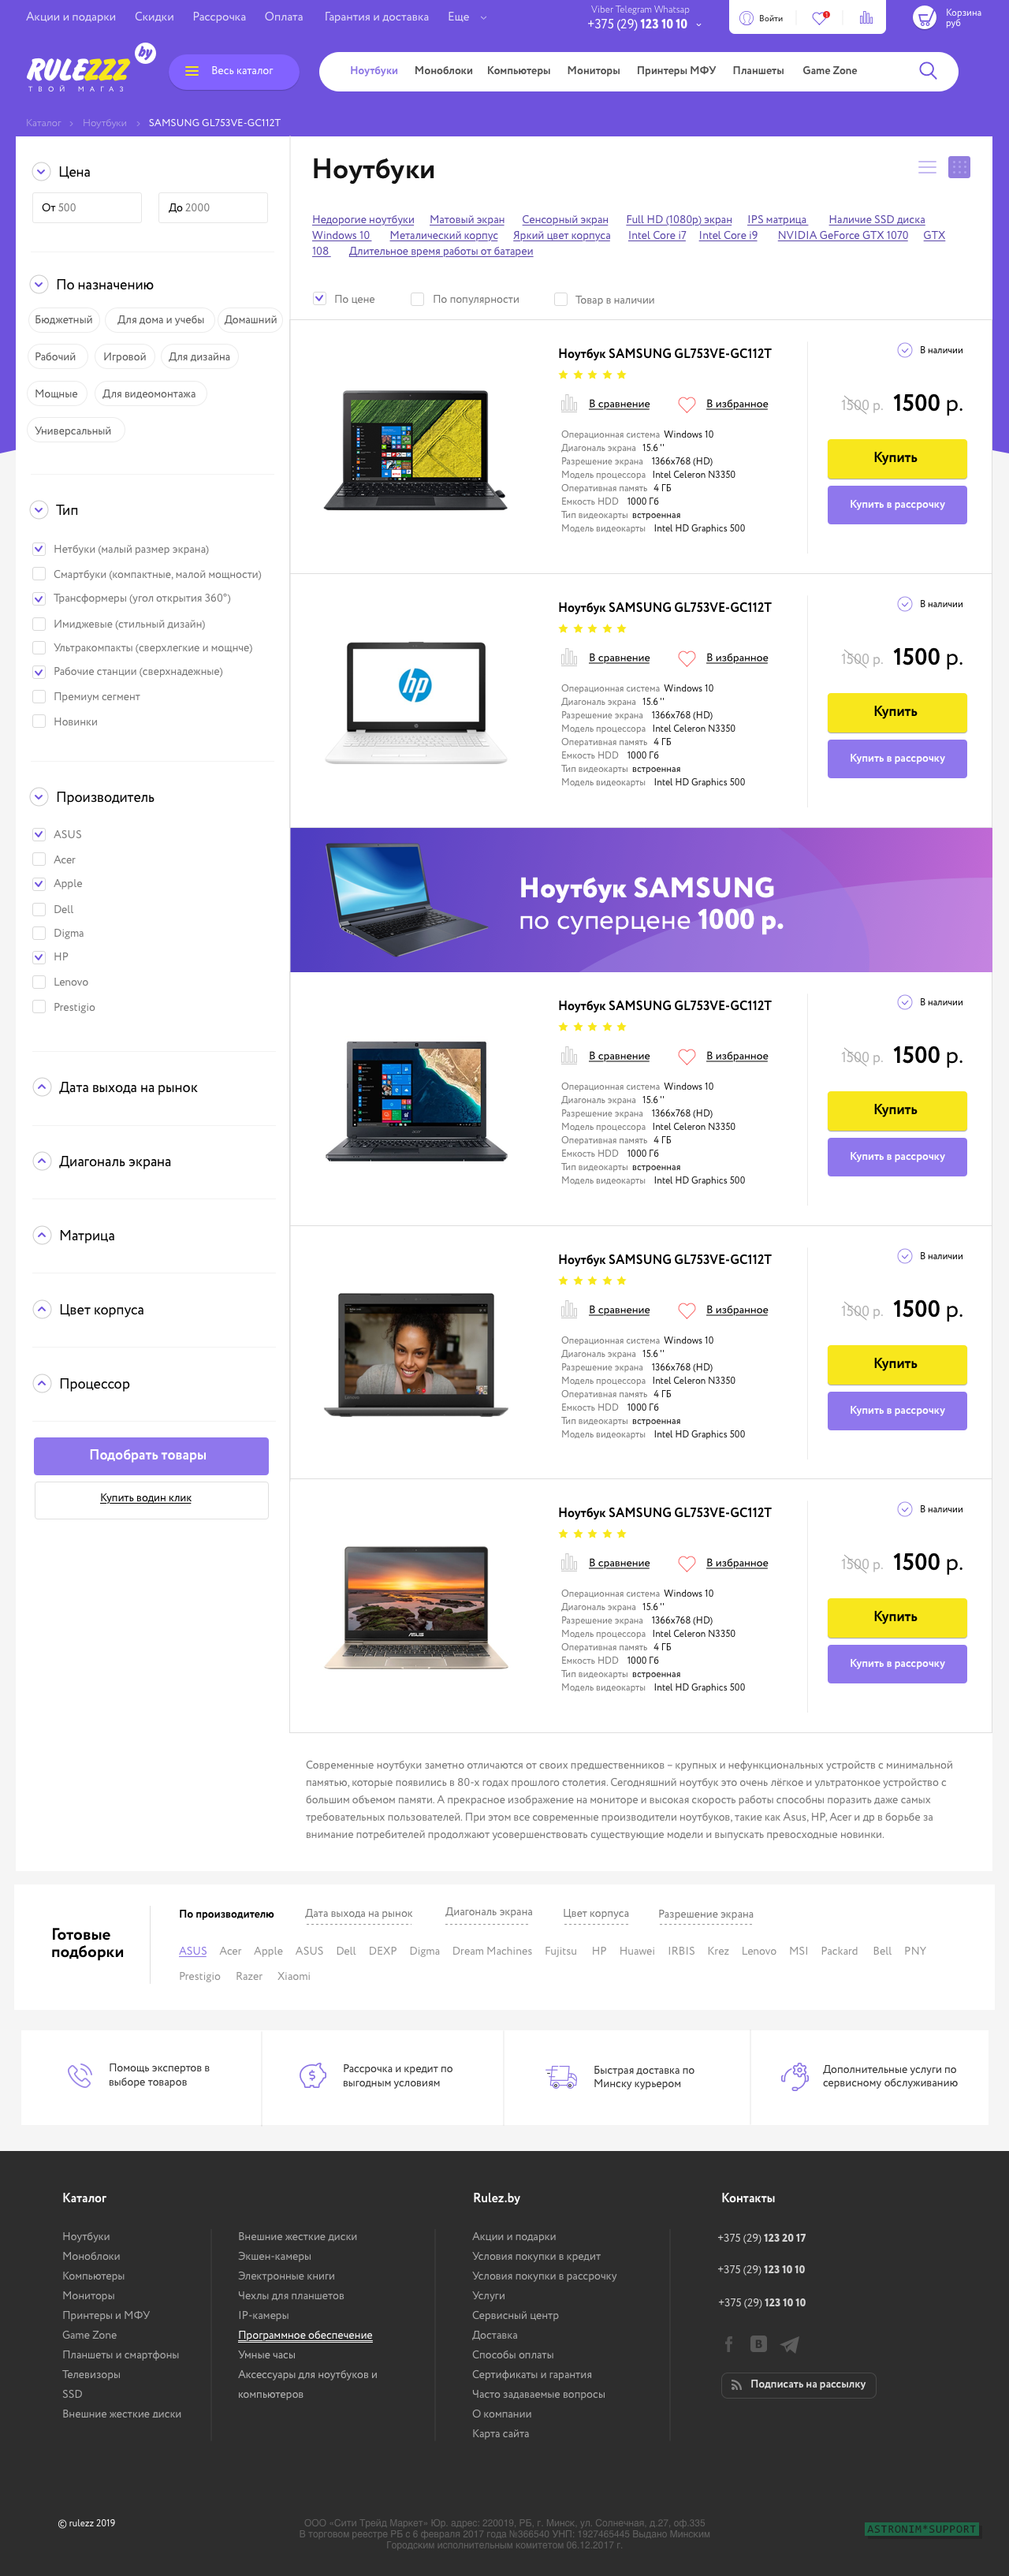 Акции и подарки Скидки Рассрочка Оплата Гарантия и доставка Еще
Viber Telegram Whatsap
+375 (29) 123 10 10
Войти
1
Корзина
руб
RULEZZZ by
ТВОЙ МАГАЗ
Весь каталог
Ноутбуки Моноблоки Компьютеры Мониторы Принтеры МФУ Планшеты Game Zone
Каталог Ноутбуки SAMSUNG GL753VE-GC112T
Цена
От 500 До 2000
По назначению
Бюджетный Для дома и учебы Домашний
Рабочий Игровой Для дизайна
Мощные Для видеомонтажа
Универсальный
Тип
Нетбуки (малый размер экрана)
Смартбуки (компактные, малой мощности)
Трансформеры (угол открытия 360°)
Имиджевые (стильный дизайн)
Ультракомпакты (сверхлегкие и мощнче)
Рабочие станции (сверхнадежные)
Премиум сегмент
Новинки
Производитель
ASUS
Acer
Apple
Dell
Digma
HP
Lenovo
Prestigio
Дата выхода на рынок
Диагональ экрана
Матрица
Цвет корпуса
Процессор
Подобрать товары
Купить водин клик
Ноутбуки
Недорогие ноутбуки Матовый экран Сенсорный экран Full HD (1080p) экран IPS матрица Наличие SSD диска
Windows 10 Металический корпус Яркий цвет корпуса Intel Core i7 Intel Core i9 NVIDIA GeForce GTX 1070 GTX
108 Длительное время работы от батареи
По цене По популярности Товар в наличии
Ноутбук SAMSUNG GL753VE-GC112T
В наличии
В сравнение В избранное
1500 р. 1500 р.
Операционная система Windows 10
Диагональ экрана 15.6 ''
Разрешение экрана 1366x768 (HD)
Модель процессора Intel Celeron N3350
Оперативная память 4 ГБ
Емкость HDD 1000 Гб
Тип видеокарты встроенная
Модель видеокарты Intel HD Graphics 500
Купить
Купить в рассрочку
Ноутбук SAMSUNG GL753VE-GC112T
В наличии
В сравнение В избранное
1500 р. 1500 р.
Операционная система Windows 10
Диагональ экрана 15.6 ''
Разрешение экрана 1366x768 (HD)
Модель процессора Intel Celeron N3350
Оперативная память 4 ГБ
Емкость HDD 1000 Гб
Тип видеокарты встроенная
Модель видеокарты Intel HD Graphics 500
Купить
Купить в рассрочку
hp
Ноутбук SAMSUNG
по суперцене 1000 р.
Ноутбук SAMSUNG GL753VE-GC112T
В наличии
В сравнение В избранное
1500 р. 1500 р.
Операционная система Windows 10
Диагональ экрана 15.6 ''
Разрешение экрана 1366x768 (HD)
Модель процессора Intel Celeron N3350
Оперативная память 4 ГБ
Емкость HDD 1000 Гб
Тип видеокарты встроенная
Модель видеокарты Intel HD Graphics 500
Купить
Купить в рассрочку
Ноутбук SAMSUNG GL753VE-GC112T
В наличии
В сравнение В избранное
1500 р. 1500 р.
Операционная система Windows 10
Диагональ экрана 15.6 ''
Разрешение экрана 1366x768 (HD)
Модель процессора Intel Celeron N3350
Оперативная память 4 ГБ
Емкость HDD 1000 Гб
Тип видеокарты встроенная
Модель видеокарты Intel HD Graphics 500
Купить
Купить в рассрочку
Ноутбук SAMSUNG GL753VE-GC112T
В наличии
В сравнение В избранное
1500 р. 1500 р.
Операционная система Windows 10
Диагональ экрана 15.6 ''
Разрешение экрана 1366x768 (HD)
Модель процессора Intel Celeron N3350
Оперативная память 4 ГБ
Емкость HDD 1000 Гб
Тип видеокарты встроенная
Модель видеокарты Intel HD Graphics 500
Купить
Купить в рассрочку
ASUS
Современные ноутбуки заметно отличаются от своих предшественников – крупных и нефункциональных устройств с минимальной
памятью, которые появились в 80-х годах прошлого столетия. Сегодняшний ноутбук это очень лёгкое и ультратонкое устройство с
большим объемом памяти. А прекрасное изображение на мониторе и высокая скорость работы способны поразить даже самых
требовательных пользователей. При этом все современные производители ноутбуков, такие как Asus, HP, Acer и др в борьбе за
внимание потребителей продолжают усовершенствовать существующие модели и выпускать превосходные новинки.
Готовые
подборки
По производителю Дата выхода на рынок Диагональ экрана Цвет корпуса Разрешение экрана
ASUS Acer Apple ASUS Dell DEXP Digma Dream Machines Fujitsu HP Huawei IRBIS Krez Lenovo MSI Packard Bell PNY
Prestigio Razer Xiaomi
Помощь экспертов в
выборе товаров
Рассрочка и кредит по
выгодным условиям
Быстрая доставка по
Минску курьером
Дополнительные услуги по
сервисному обслуживанию
Каталог
Ноутбуки
Моноблоки
Компьютеры
Мониторы
Принтеры и МФУ
Game Zone
Планшеты и смартфоны
Телевизоры
SSD
Внешние жесткие диски
Внешние жесткие диски
Экшен-камеры
Электронные книги
Чехлы для планшетов
IP-камеры
Программное обеспечение
Умные часы
Аксессуары для ноутбуков и
компьютеров
Rulez.by
Акции и подарки
Условия покупки в кредит
Условия покупки в рассрочку
Услуги
Сервисный центр
Доставка
Способы оплаты
Сертификаты и гарантия
Часто задаваемые вопросы
О компании
Карта сайта
Контакты
+375 (29) 123 20 17
+375 (29) 123 10 10
+375 (29) 123 10 10
Подписать на рассылку
© rulezz 2019
ООО «Сити Трейд Маркет» Юр. адрес: 220019, РБ, г. Минск, ул. Солнечная, д.27, оф.335
В торговом реестре РБ с 6 февраля 2017 года №366540 УНП: 1927465445 Выдано Минским
Городским исполнительным комитетом 06.12.2017 г.
ASTRONIM*SUPPORT